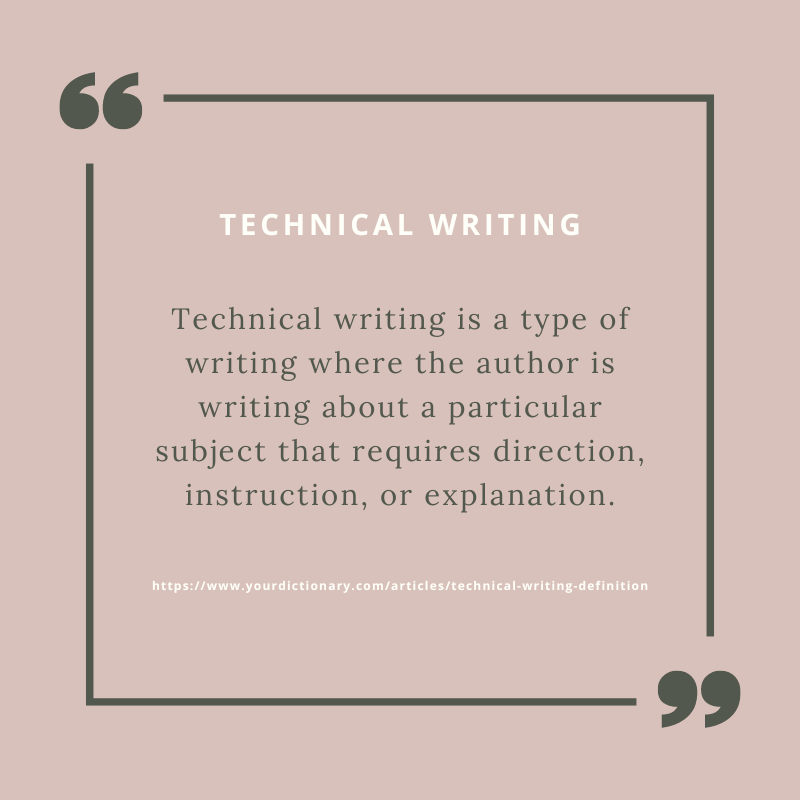 “
TECHNICAL WRITING
Technical writing is a type of
writing where the author is
writing about a particular
subject that requires direction,
instruction, or explanation.
https://www.yourdictionary.com/articles/technical-writing-definition
”